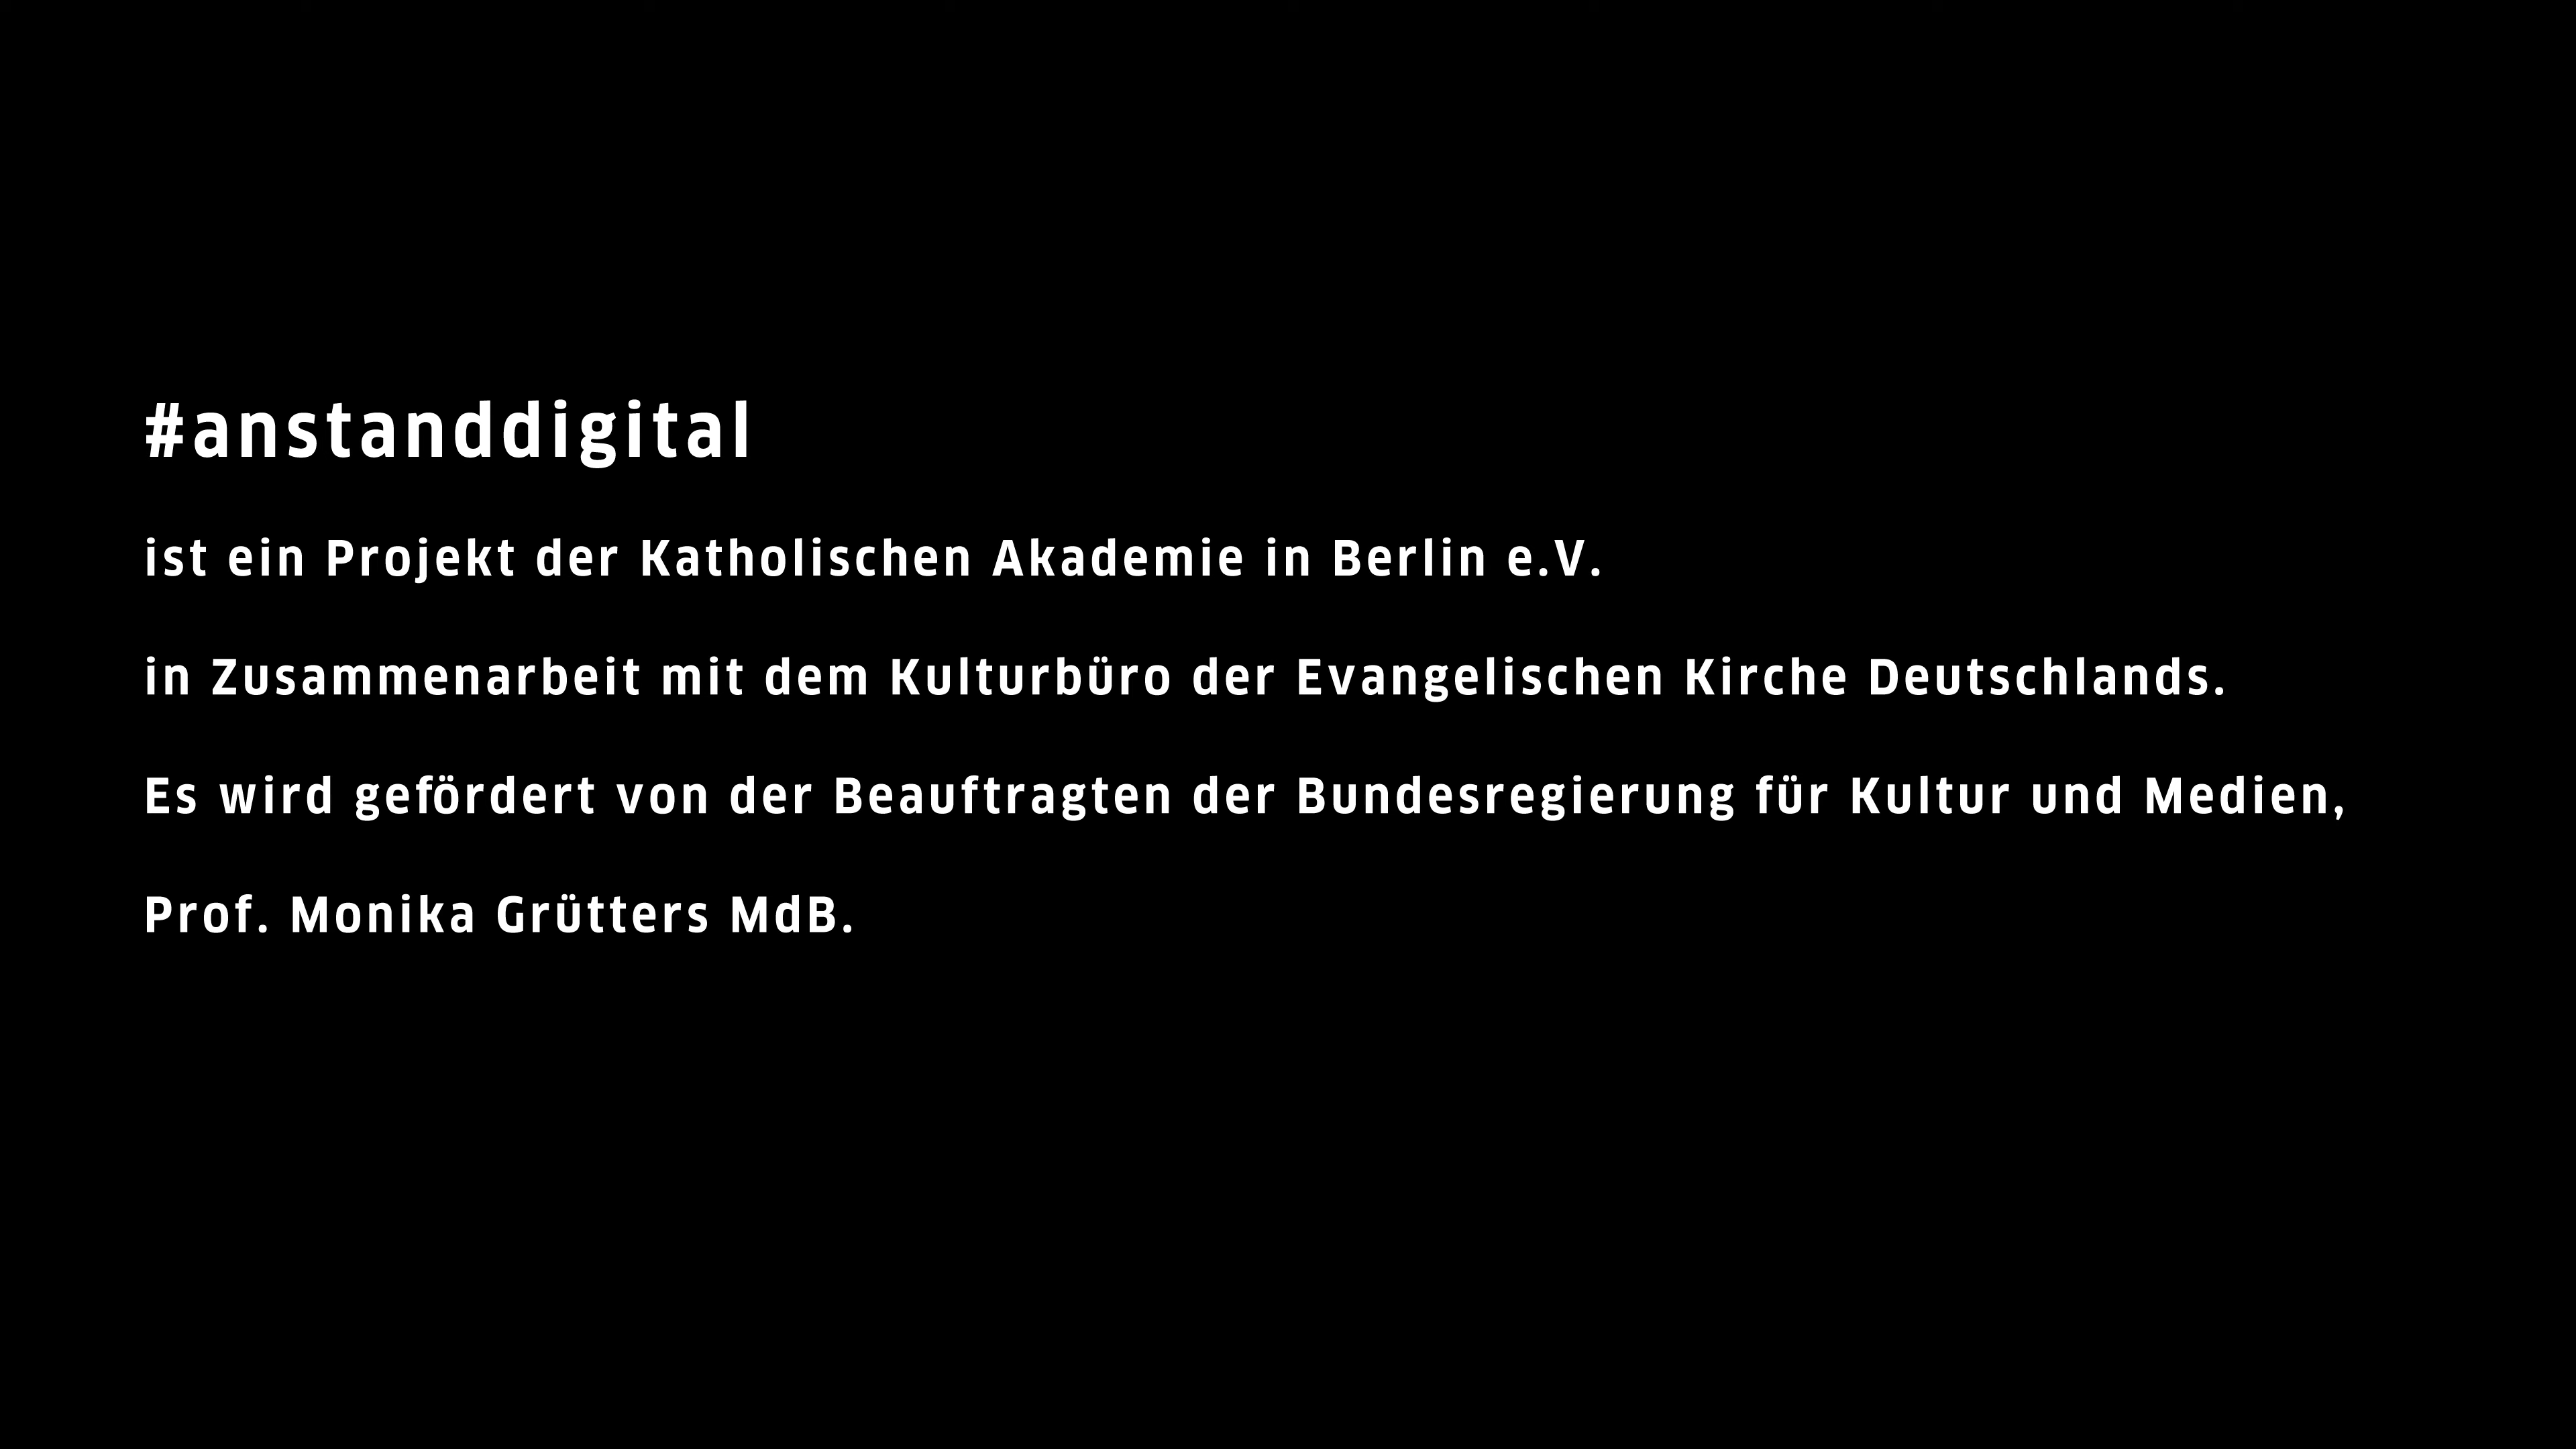 #anstanddigital
ist ein Projekt der Katholischen Akademie in Berlin e.V.
in Zusammenarbeit mit dem Kulturbüro der Evangelischen Kirche Deutschlands.
Es wird gefördert von der Beauftragten der Bundesregierung für Kultur und Medien,
Prof. Monika Grütters MdB.